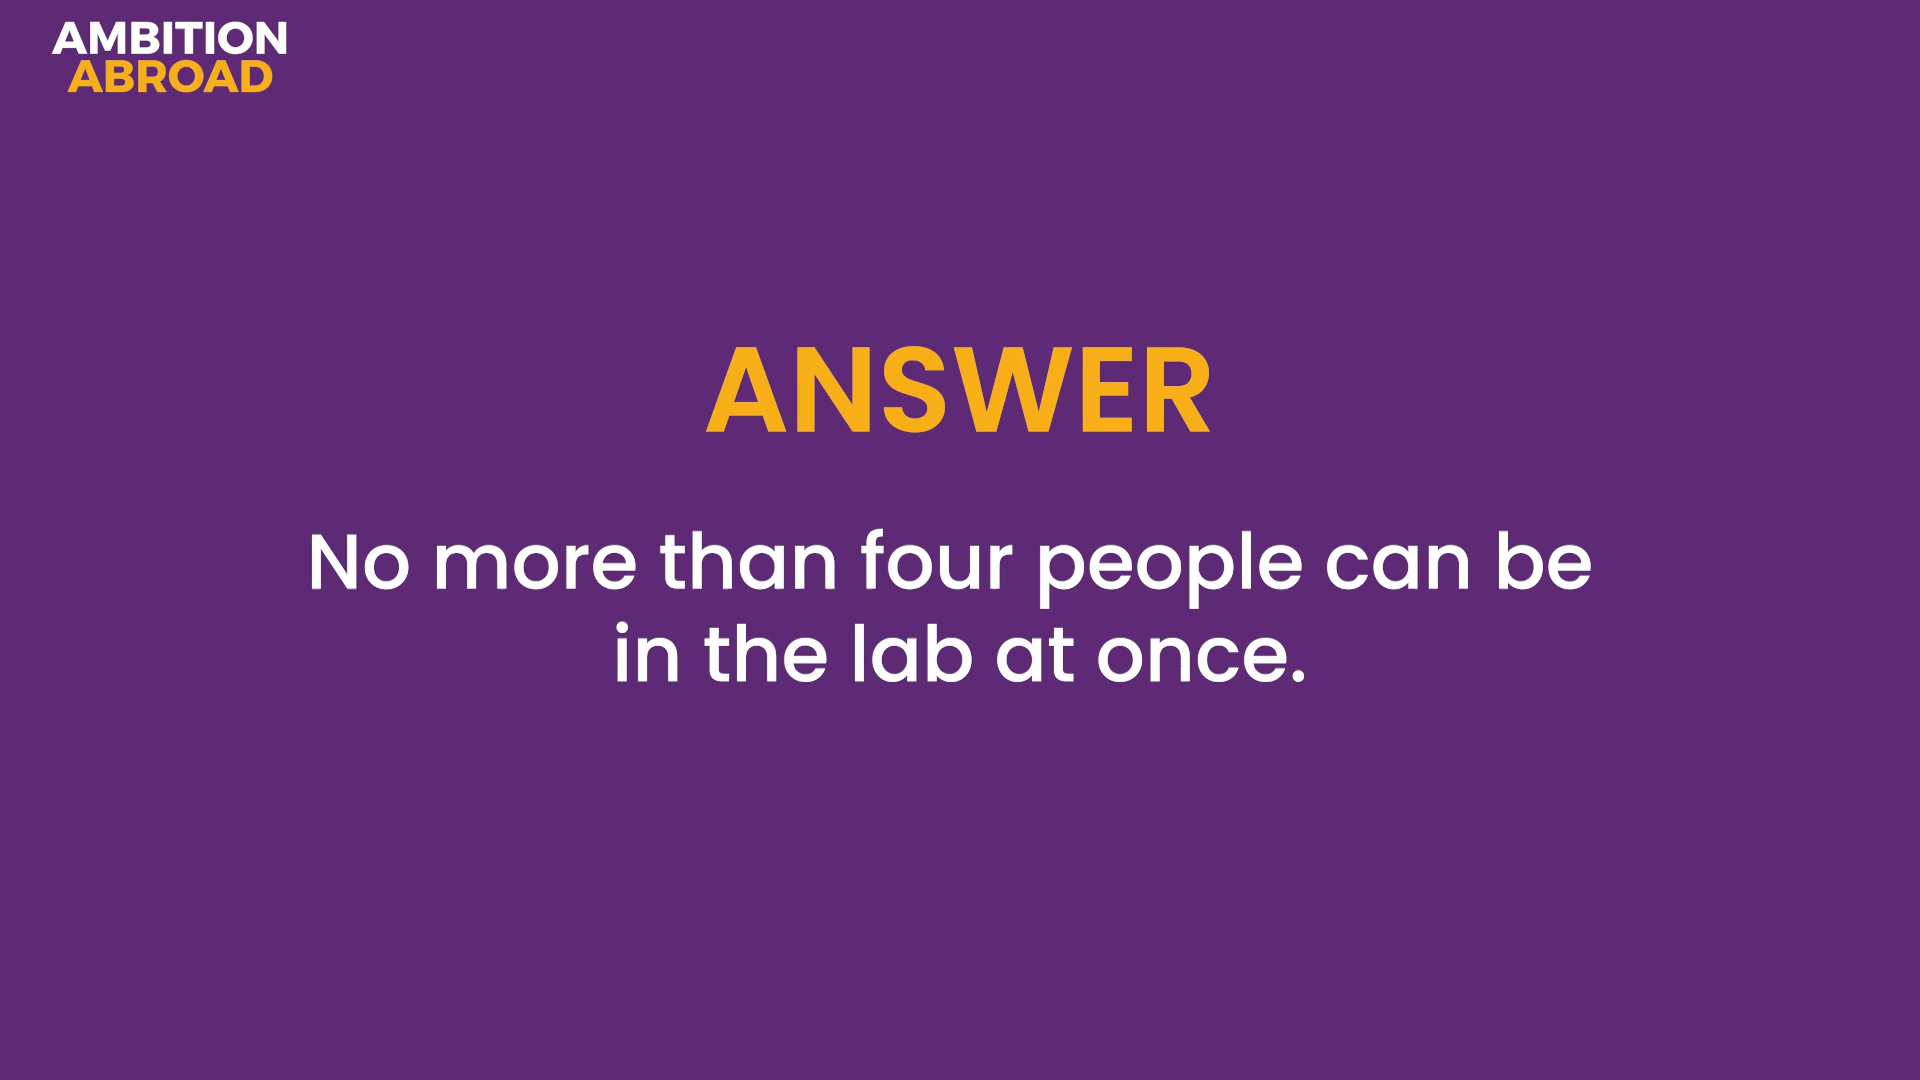 AMBITION
ABROAD
ANSWER
No more than four people can be
in the lab at once.